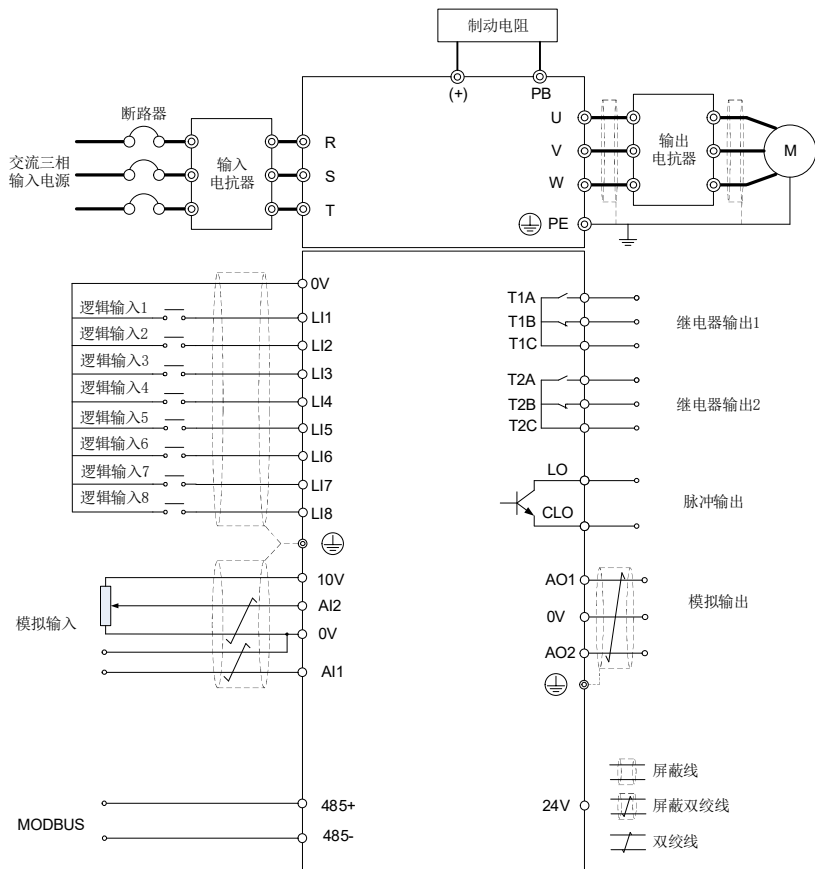 制动电阻
(+)
PB
断路器
交流三相
输入电源
输入
电抗器
R
S
T
U
V
W
PE
输出
电抗器
M
0V
逻辑输入1
LI1
逻辑输入2
LI2
逻辑输入3
LI3
逻辑输入4
LI4
逻辑输入5
LI5
逻辑输入6
LI6
逻辑输入7
LI7
逻辑输入8
LI8
T1A
T1B
T1C
继电器输出1
T2A
T2B
T2C
继电器输出2
LO
CLO
脉冲输出
模拟输入
10V
AI2
0V
AI1
AO1
0V
AO2
模拟输出
MODBUS
485+
485-
24V
屏蔽线
屏蔽双绞线
双绞线